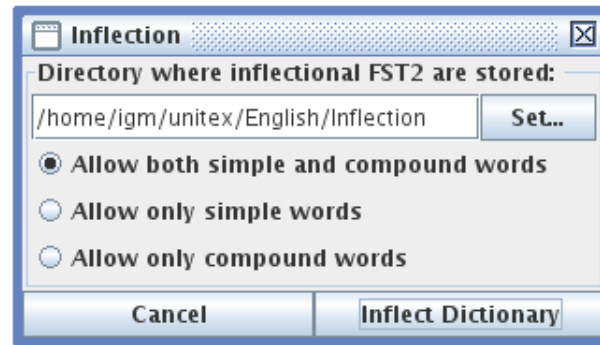 Inflection
Directory where inflectional FST2 are stored:
/home/igm/unitex/English/Inflection Set...
Allow both simple and compound words
Allow only simple words
Allow only compound words
Cancel Inflect Dictionary